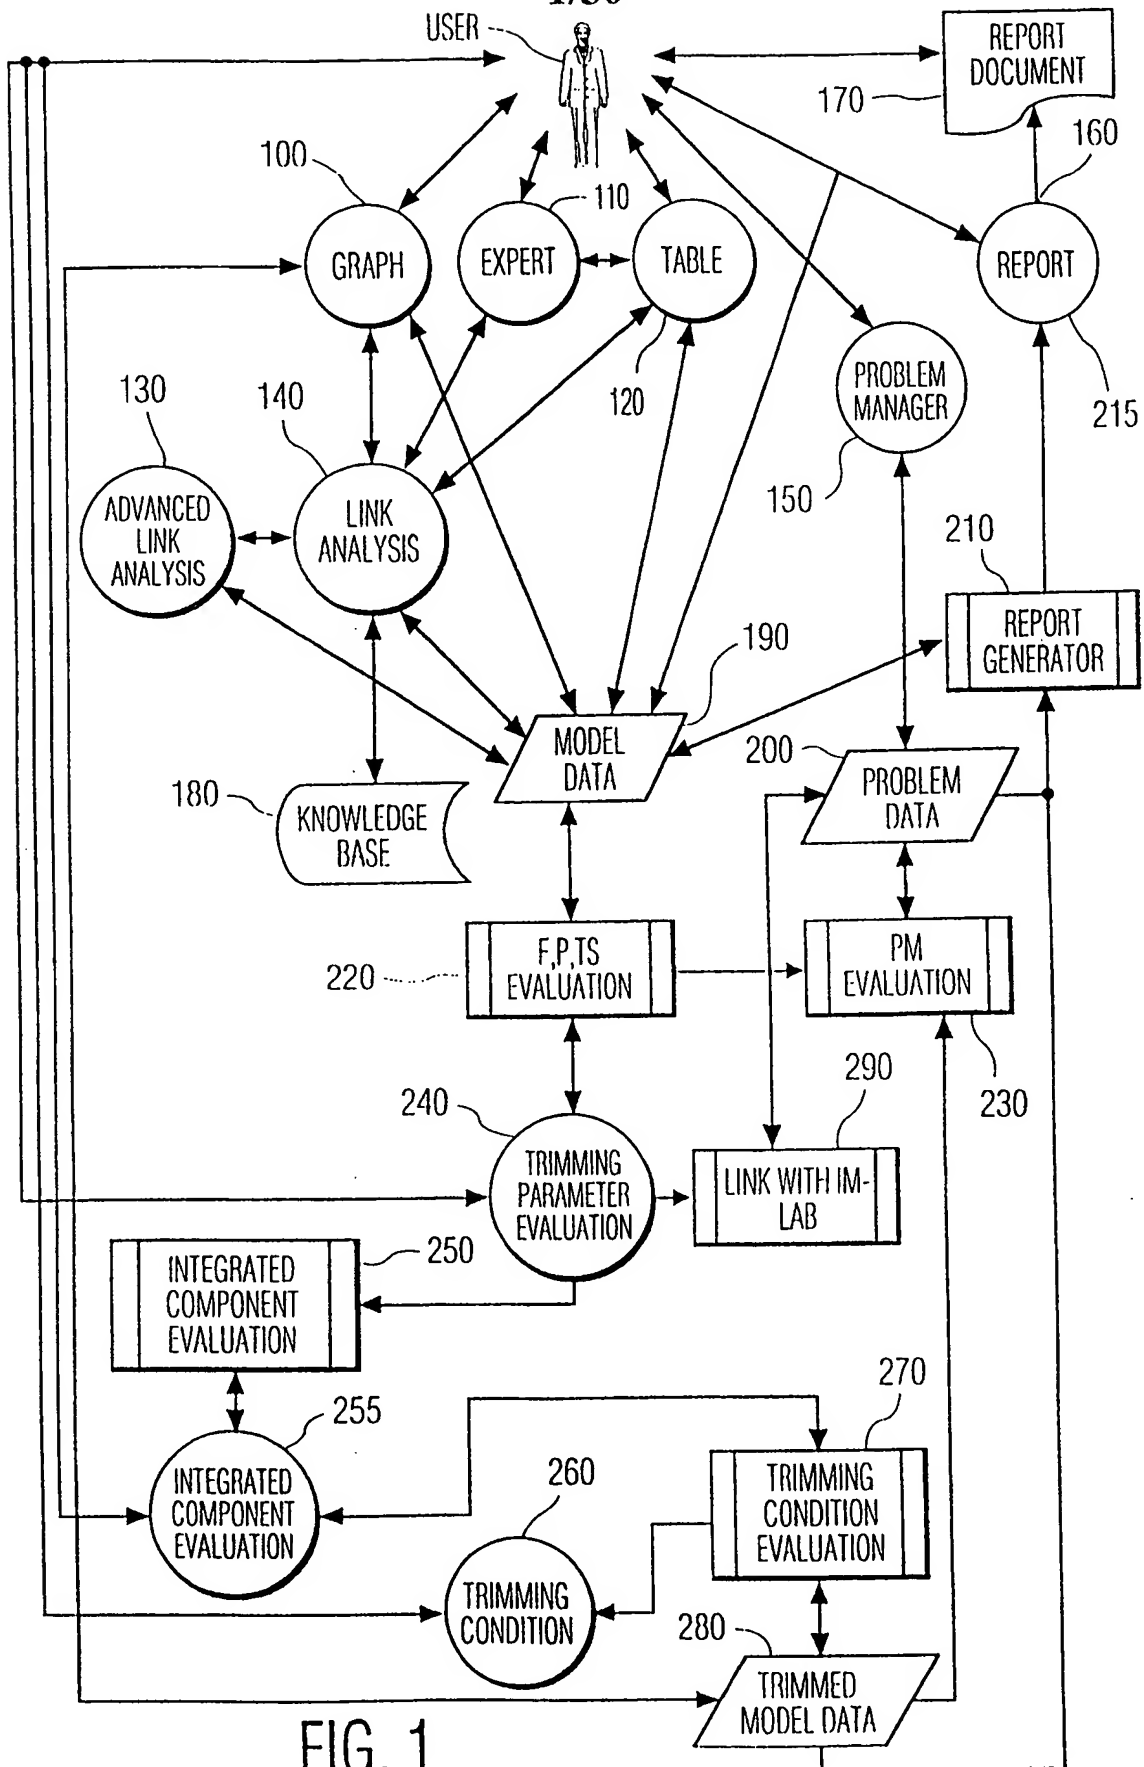 USER
REPORT
DOCUMENT
170
160
100
110
GRAPH
EXPERT
TABLE
REPORT
120
215
130
140
PROBLEM
MANAGER
150
ADVANCED
LINK
ANALYSIS
LINK
ANALYSIS
210
REPORT
GENERATOR
190
MODEL
DATA
200
PROBLEM
DATA
180
KNOWLEDGE
BASE
220
F,P,TS
EVALUATION
PM
EVALUATION
230
240
290
TRIMMING
PARAMETER
EVALUATION
LINK WITH IM-
LAB
250
INTEGRATED
COMPONENT
EVALUATION
255
270
INTEGRATED
COMPONENT
EVALUATION
260
TRIMMING
CONDITION
EVALUATION
TRIMMING
CONDITION
280
TRIMMED
MODEL DATA
FIG. 1